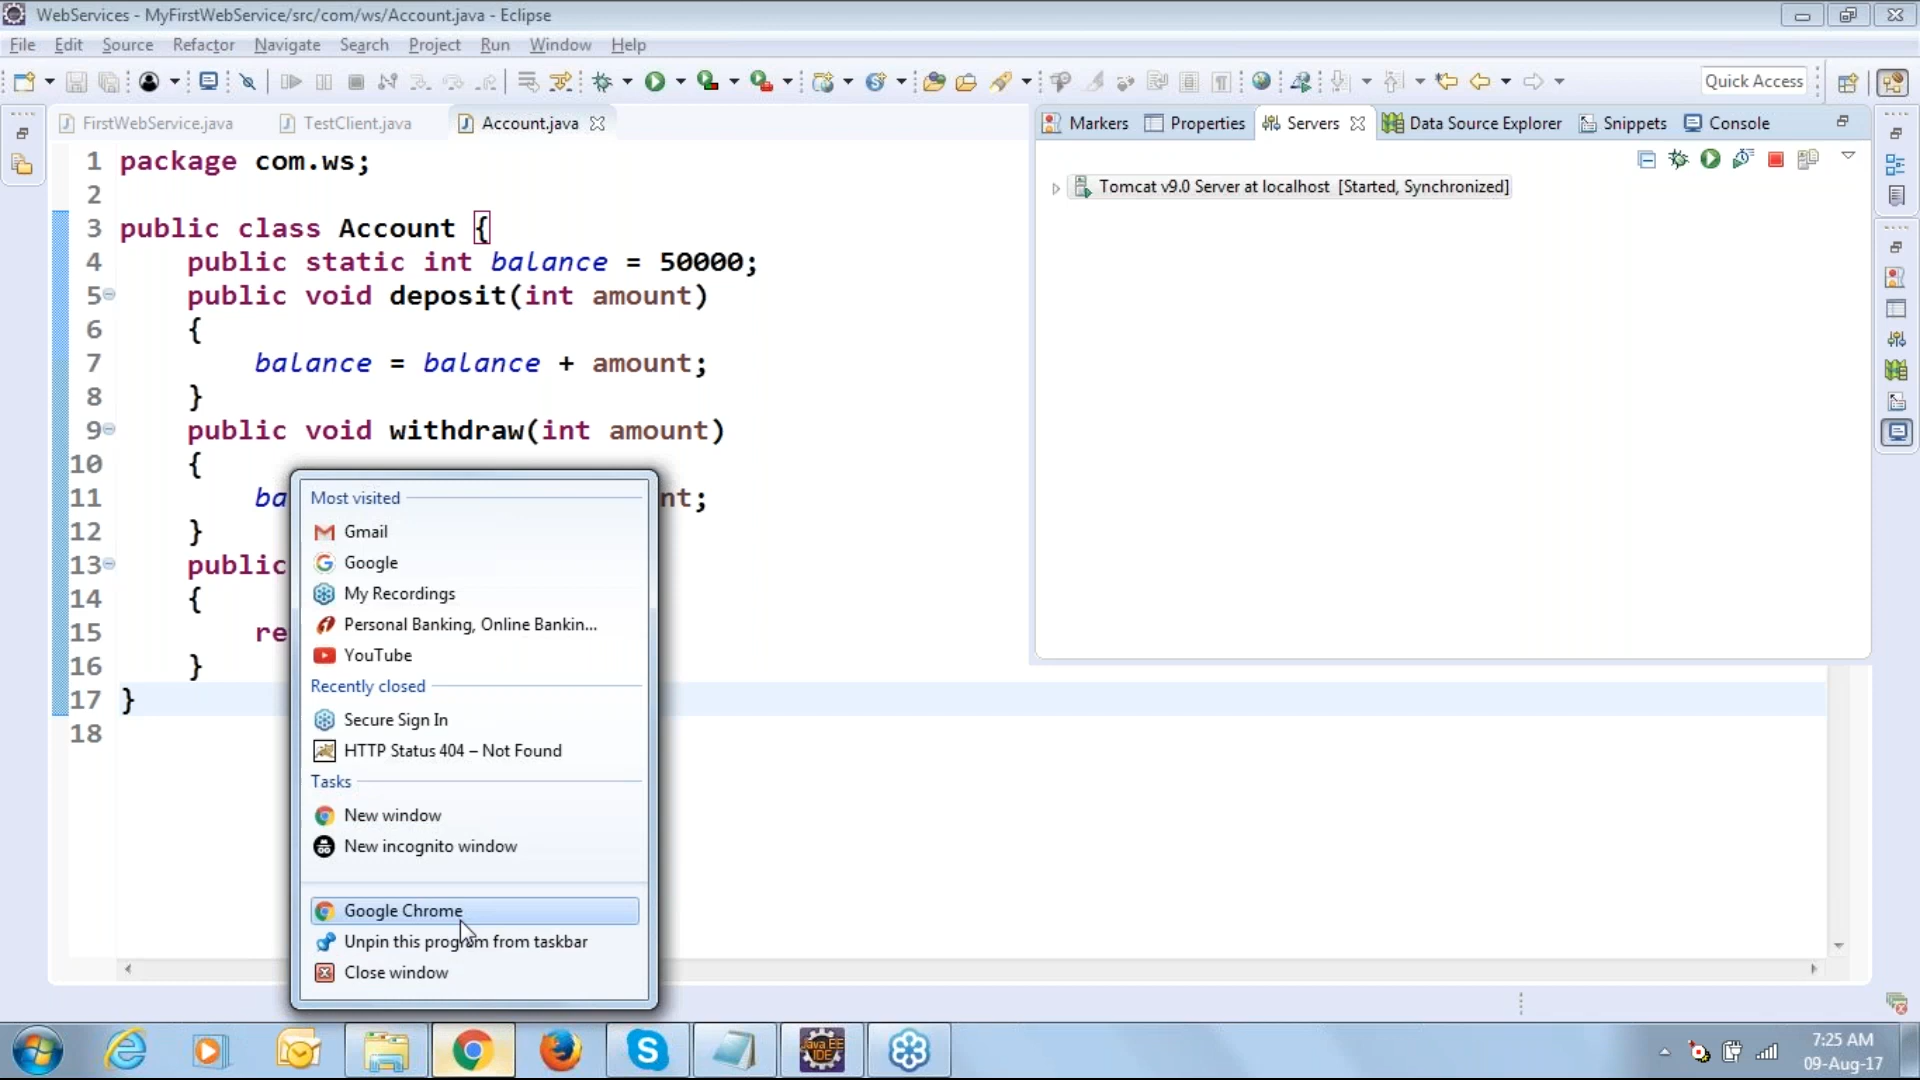 WebServices - MyFirstWebService/src/com/ws/Account.java - Eclipse
File Edit Source Refactor Navigate Search Project Run Window Help
Quick Access
FirstWebService.java TestClient.java Account.java
Markers Properties Servers Data Source Explorer Snippets Console
Tomcat v9.0 Server at localhost [Started, Synchronized]
1 package com.ws;
2
3 public class Account {
4 public static int balance = 50000;
5 public void deposit(int amount)
6 {
7 balance = balance + amount;
8 }
9 public void withdraw(int amount)
10 {
11 ba nt;
12 }
13 public
14 {
15 re
16 }
17 }
18
Most visited
Gmail
Google
My Recordings
Personal Banking, Online Bankin...
YouTube
Recently closed
Secure Sign In
HTTP Status 404 – Not Found
Tasks
New window
New incognito window
Google Chrome
Unpin this program from taskbar
Close window
Java EE
IDE
7:25 AM
09-Aug-17